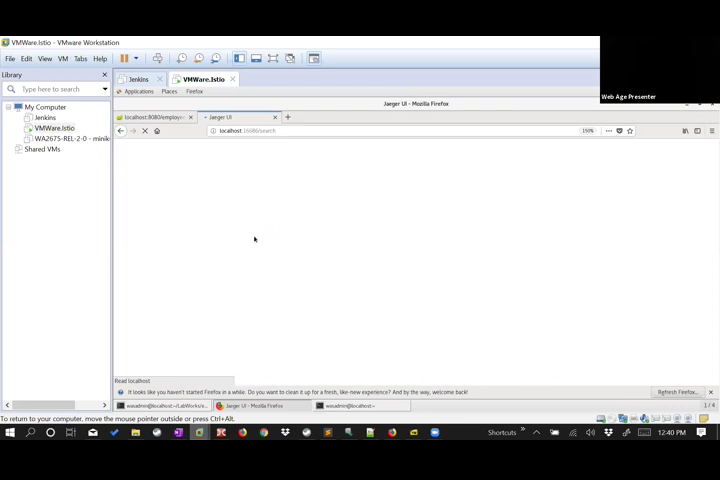 VMWare.Istio - VMware Workstation
File Edit View VM Tabs Help
Web Age Presenter
Library
Type here to search
My Computer
Jenkins
VMWare.Istio
WA2675-REL-2-0 - minik
Shared VMs
Jenkins
VMWare.Istio
Applications Places Firefox
Jaeger UI - Mozilla Firefox
localhost:8080/employee
Jaeger UI
localhost:16686/search
150%
Read localhost
It looks like you haven't started Firefox in a while. Do you want to clean it up for a fresh, like-new experience? And by the way, welcome back!
Refresh Firefox...
wasadmin@localhost:~/LabWorks/e...
Jaeger UI - Mozilla Firefox
wasadmin@localhost:~
1 / 4
To return to your computer, move the mouse pointer outside or press Ctrl+Alt.
Shortcuts
12:40 PM